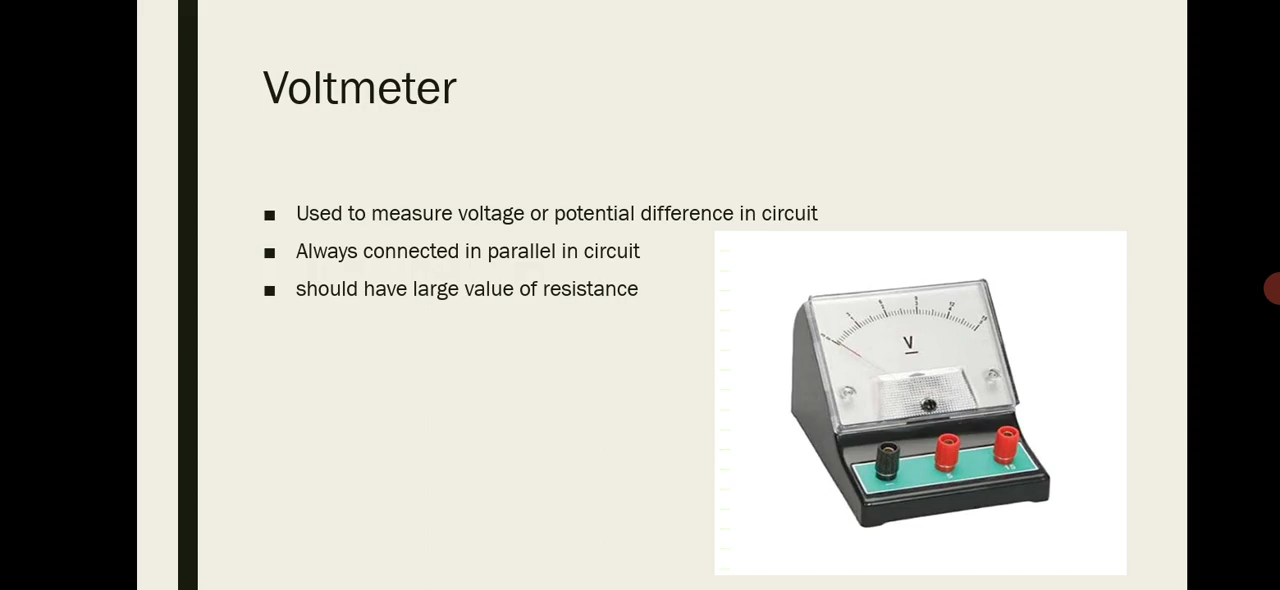 Voltmeter
Used to measure voltage or potential difference in circuit
Always connected in parallel in circuit
should have large value of resistance
V